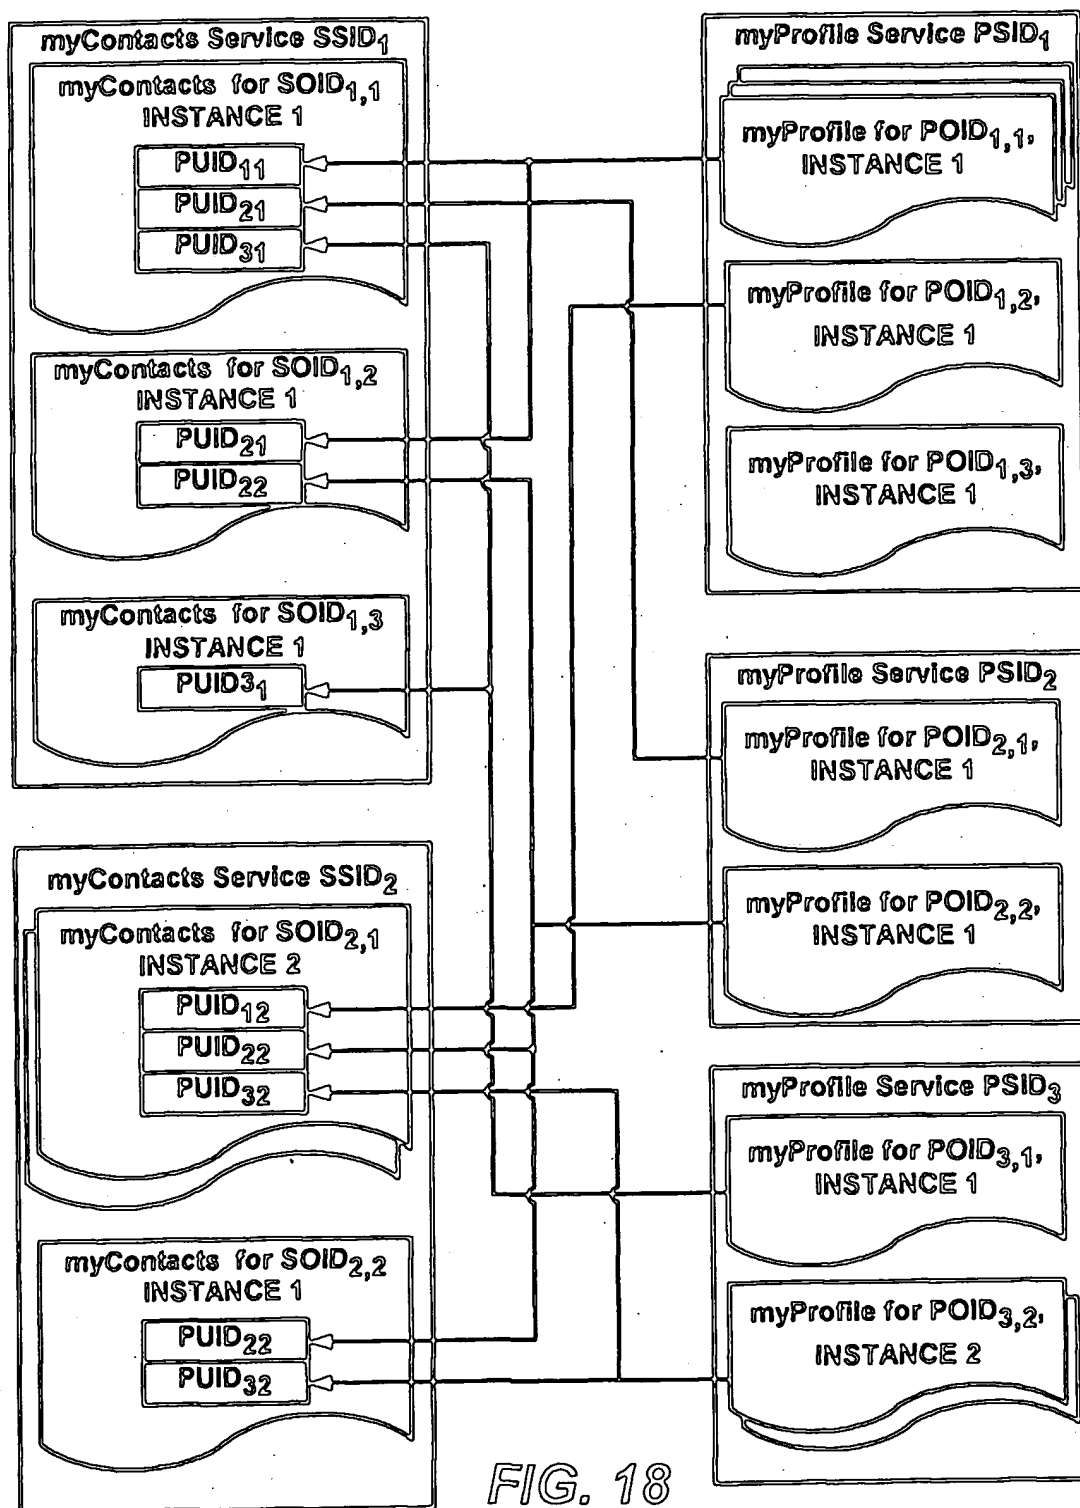 myContacts Service SSID₁
myContacts for SOID₁,₁
INSTANCE 1
PUID₁₁
PUID₂₁
PUID₃₁
myContacts for SOID₁,₂
INSTANCE 1
PUID₂₁
PUID₂₂
myContacts for SOID₁,₃
INSTANCE 1
PUID3₁
myContacts Service SSID₂
myContacts for SOID₂,₁
INSTANCE 2
PUID₁₂
PUID₂₂
PUID₃₂
myContacts for SOID₂,₂
INSTANCE 1
PUID₂₂
PUID₃₂
myProfile Service PSID₁
myProfile for POID₁,₁,
INSTANCE 1
myProfile for POID₁,₂,
INSTANCE 1
myProfile for POID₁,₃,
INSTANCE 1
myProfile Service PSID₂
myProfile for POID₂,₁,
INSTANCE 1
myProfile for POID₂,₂,
INSTANCE 1
myProfile Service PSID₃
myProfile for POID₃,₁,
INSTANCE 1
myProfile for POID₃,₂,
INSTANCE 2
FIG. 18